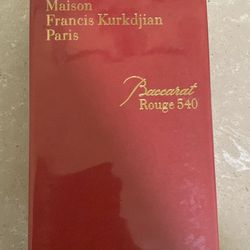 Maison
Francis Kurkdjian
Paris
Baccarat
Rouge 540